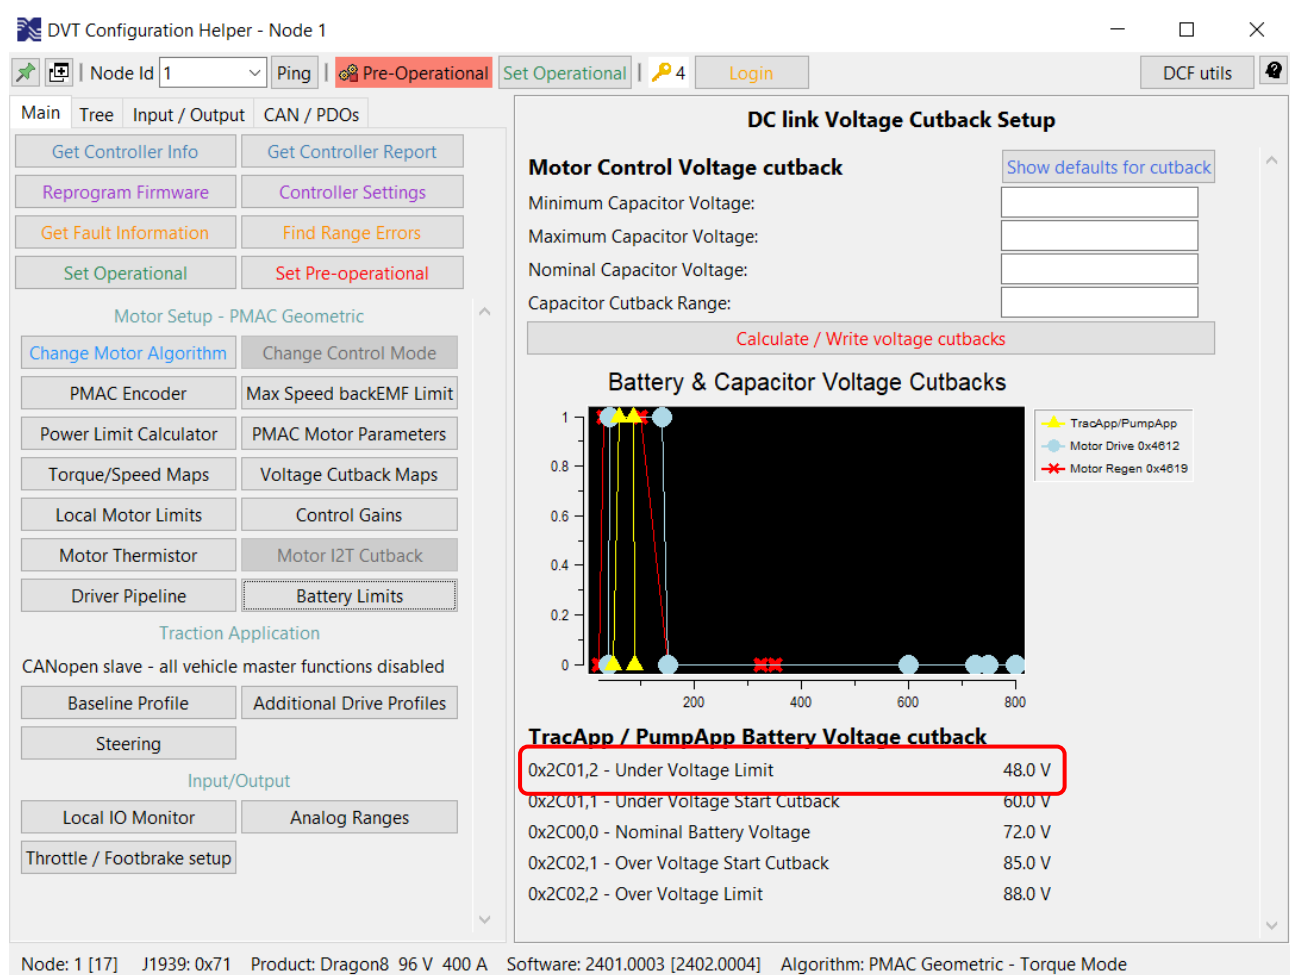 DVT Configuration Helper - Node 1
Node Id 1 Ping Pre-Operational Set Operational 4 Login DCF utils
Main Tree Input / Output CAN / PDOs
Get Controller Info Get Controller Report
Reprogram Firmware Controller Settings
Get Fault Information Find Range Errors
Set Operational Set Pre-operational
Motor Setup - PMAC Geometric
Change Motor Algorithm Change Control Mode
PMAC Encoder Max Speed backEMF Limit
Power Limit Calculator PMAC Motor Parameters
Torque/Speed Maps Voltage Cutback Maps
Local Motor Limits Control Gains
Motor Thermistor Motor I2T Cutback
Driver Pipeline Battery Limits
Traction Application
CANopen slave - all vehicle master functions disabled
Baseline Profile Additional Drive Profiles
Steering
Input/Output
Local IO Monitor Analog Ranges
Throttle / Footbrake setup
DC link Voltage Cutback Setup
Motor Control Voltage cutback Show defaults for cutback
Minimum Capacitor Voltage:
Maximum Capacitor Voltage:
Nominal Capacitor Voltage:
Capacitor Cutback Range:
Calculate / Write voltage cutbacks
Battery & Capacitor Voltage Cutbacks
1
0.8
0.6
0.4
0.2
0
200 400 600 800
TracApp/PumpApp
Motor Drive 0x4612
Motor Regen 0x4619
TracApp / PumpApp Battery Voltage cutback
0x2C01,2 - Under Voltage Limit 48.0 V
0x2C01,1 - Under Voltage Start Cutback 60.0 V
0x2C00,0 - Nominal Battery Voltage 72.0 V
0x2C02,1 - Over Voltage Start Cutback 85.0 V
0x2C02,2 - Over Voltage Limit 88.0 V
Node: 1 [17] J1939: 0x71 Product: Dragon8 96 V 400 A Software: 2401.0003 [2402.0004] Algorithm: PMAC Geometric - Torque Mode